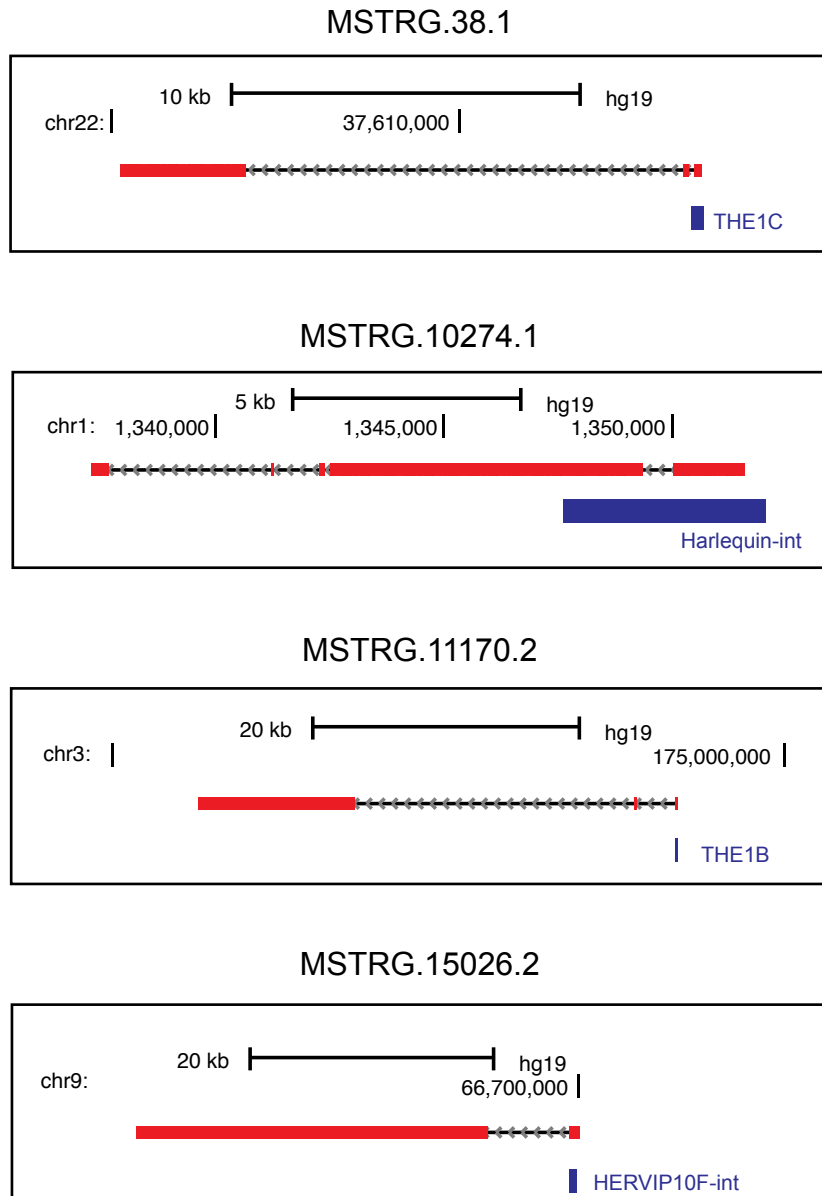 MSTRG.38.1
10 kb hg19
chr22: 37,610,000
THE1C
MSTRG.10274.1
5 kb hg19
chr1: 1,340,000 1,345,000 1,350,000
Harlequin-int
MSTRG.11170.2
20 kb hg19
chr3: 175,000,000
THE1B
MSTRG.15026.2
20 kb hg19
chr9: 66,700,000
HERVIP10F-int